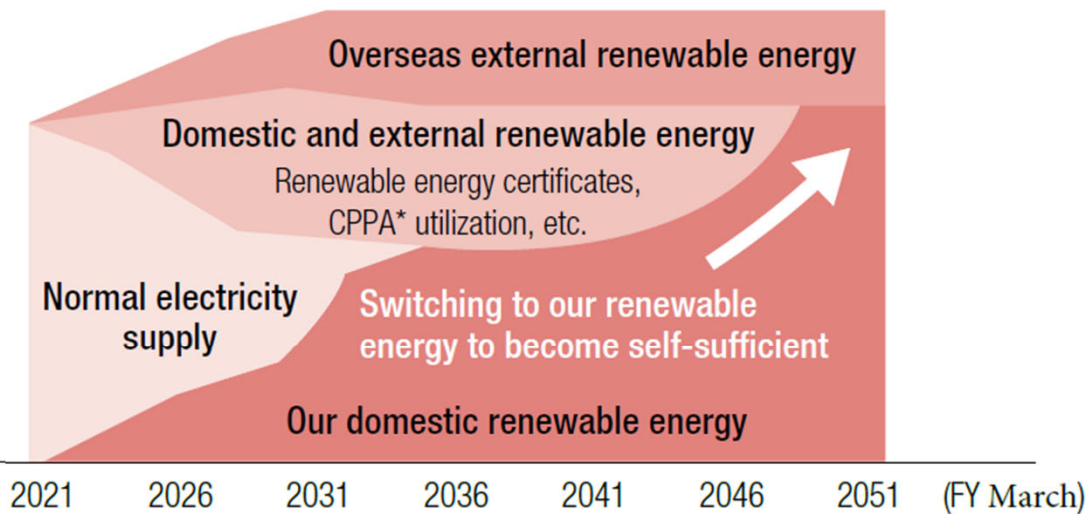 Overseas external renewable energy
Domestic and external renewable energy
Renewable energy certificates,
CPPA* utilization, etc.
Normal electricity
supply
Switching to our renewable
energy to become self-sufficient
Our domestic renewable energy
2021 2026 2031 2036 2041 2046 2051 (FY March)